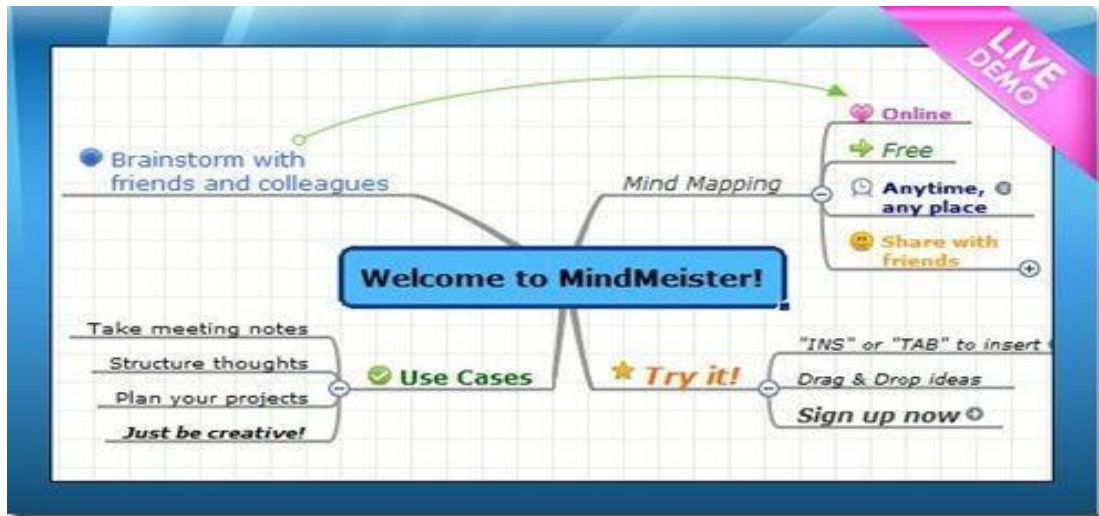 LIVE
DEMO
Brainstorm with
friends and colleagues
Mind Mapping
Online
Free
Anytime,
any place
Share with
friends
Welcome to MindMeister!
Take meeting notes
Structure thoughts
Plan your projects
Just be creative!
Use Cases
Try it!
"INS" or "TAB" to insert
Drag & Drop ideas
Sign up now